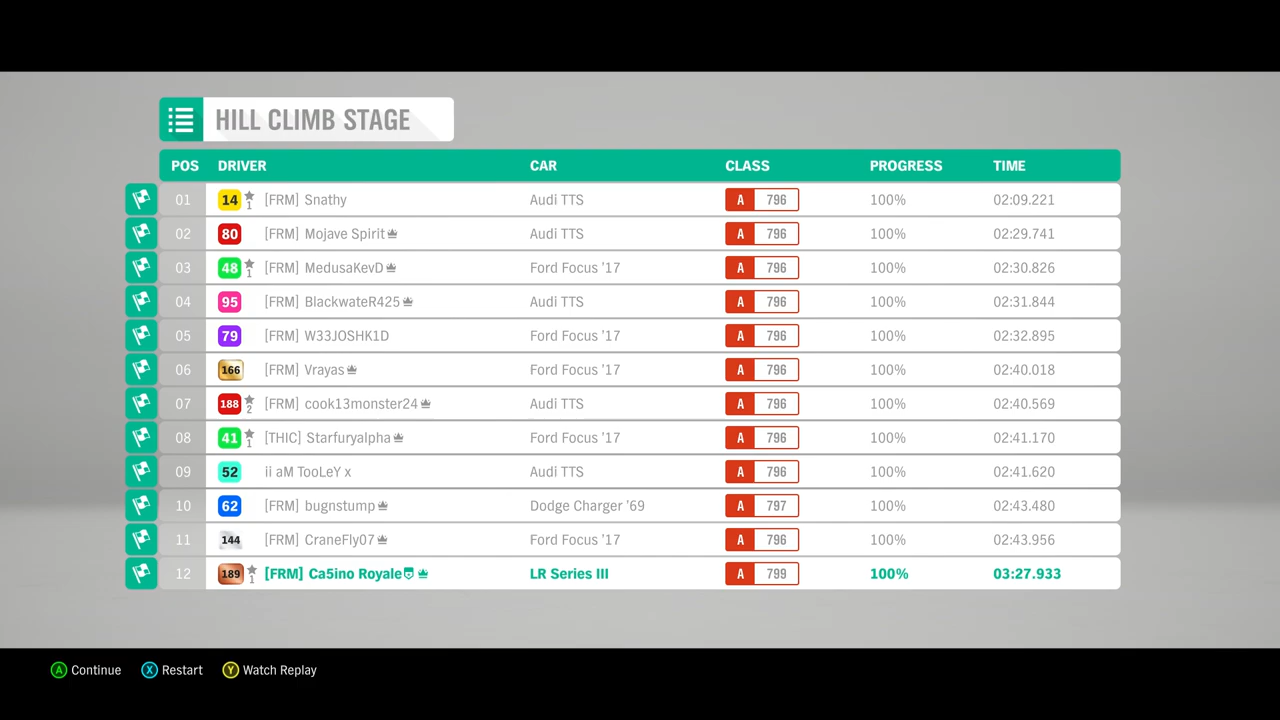 HILL CLIMB STAGE
POS DRIVER CAR CLASS PROGRESS TIME
01 14 1 [FRM] Snathy Audi TTS A 796 100% 02:09.221
02 80 [FRM] Mojave Spirit Audi TTS A 796 100% 02:29.741
03 48 1 [FRM] MedusaKevD Ford Focus '17 A 796 100% 02:30.826
04 95 [FRM] BlackwateR425 Audi TTS A 796 100% 02:31.844
05 79 [FRM] W33JOSHK1D Ford Focus '17 A 796 100% 02:32.895
06 166 [FRM] Vrayas Ford Focus '17 A 796 100% 02:40.018
07 188 2 [FRM] cook13monster24 Audi TTS A 796 100% 02:40.569
08 41 1 [THIC] Starfuryalpha Ford Focus '17 A 796 100% 02:41.170
09 52 ii aM TooLeY x Audi TTS A 796 100% 02:41.620
10 62 [FRM] bugnstump Dodge Charger '69 A 797 100% 02:43.480
11 144 [FRM] CraneFly07 Ford Focus '17 A 796 100% 02:43.956
12 189 1 [FRM] Ca5ino Royale LR Series III A 799 100% 03:27.933
A Continue X Restart Y Watch Replay